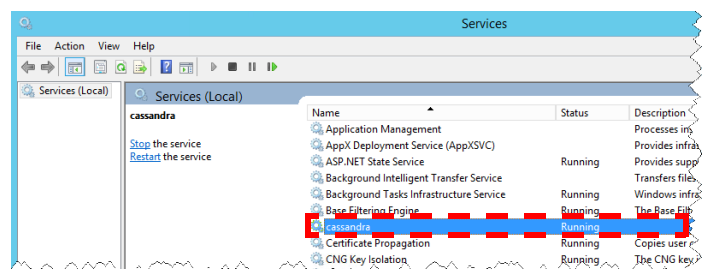 Services
File Action View Help
Services (Local)
Services (Local)
cassandra
Stop the service
Restart the service
Name Status Description
Application Management Processes in
AppX Deployment Service (AppXSVC) Provides infra
ASP.NET State Service Running Provides supp
Background Intelligent Transfer Service Transfers files
Background Tasks Infrastructure Service Running Windows infra
Base Filtering Engine Running The Base Filt
cassandra Running
Certificate Propagation Running Copies user
CNG Key Isolation Running The CNG key